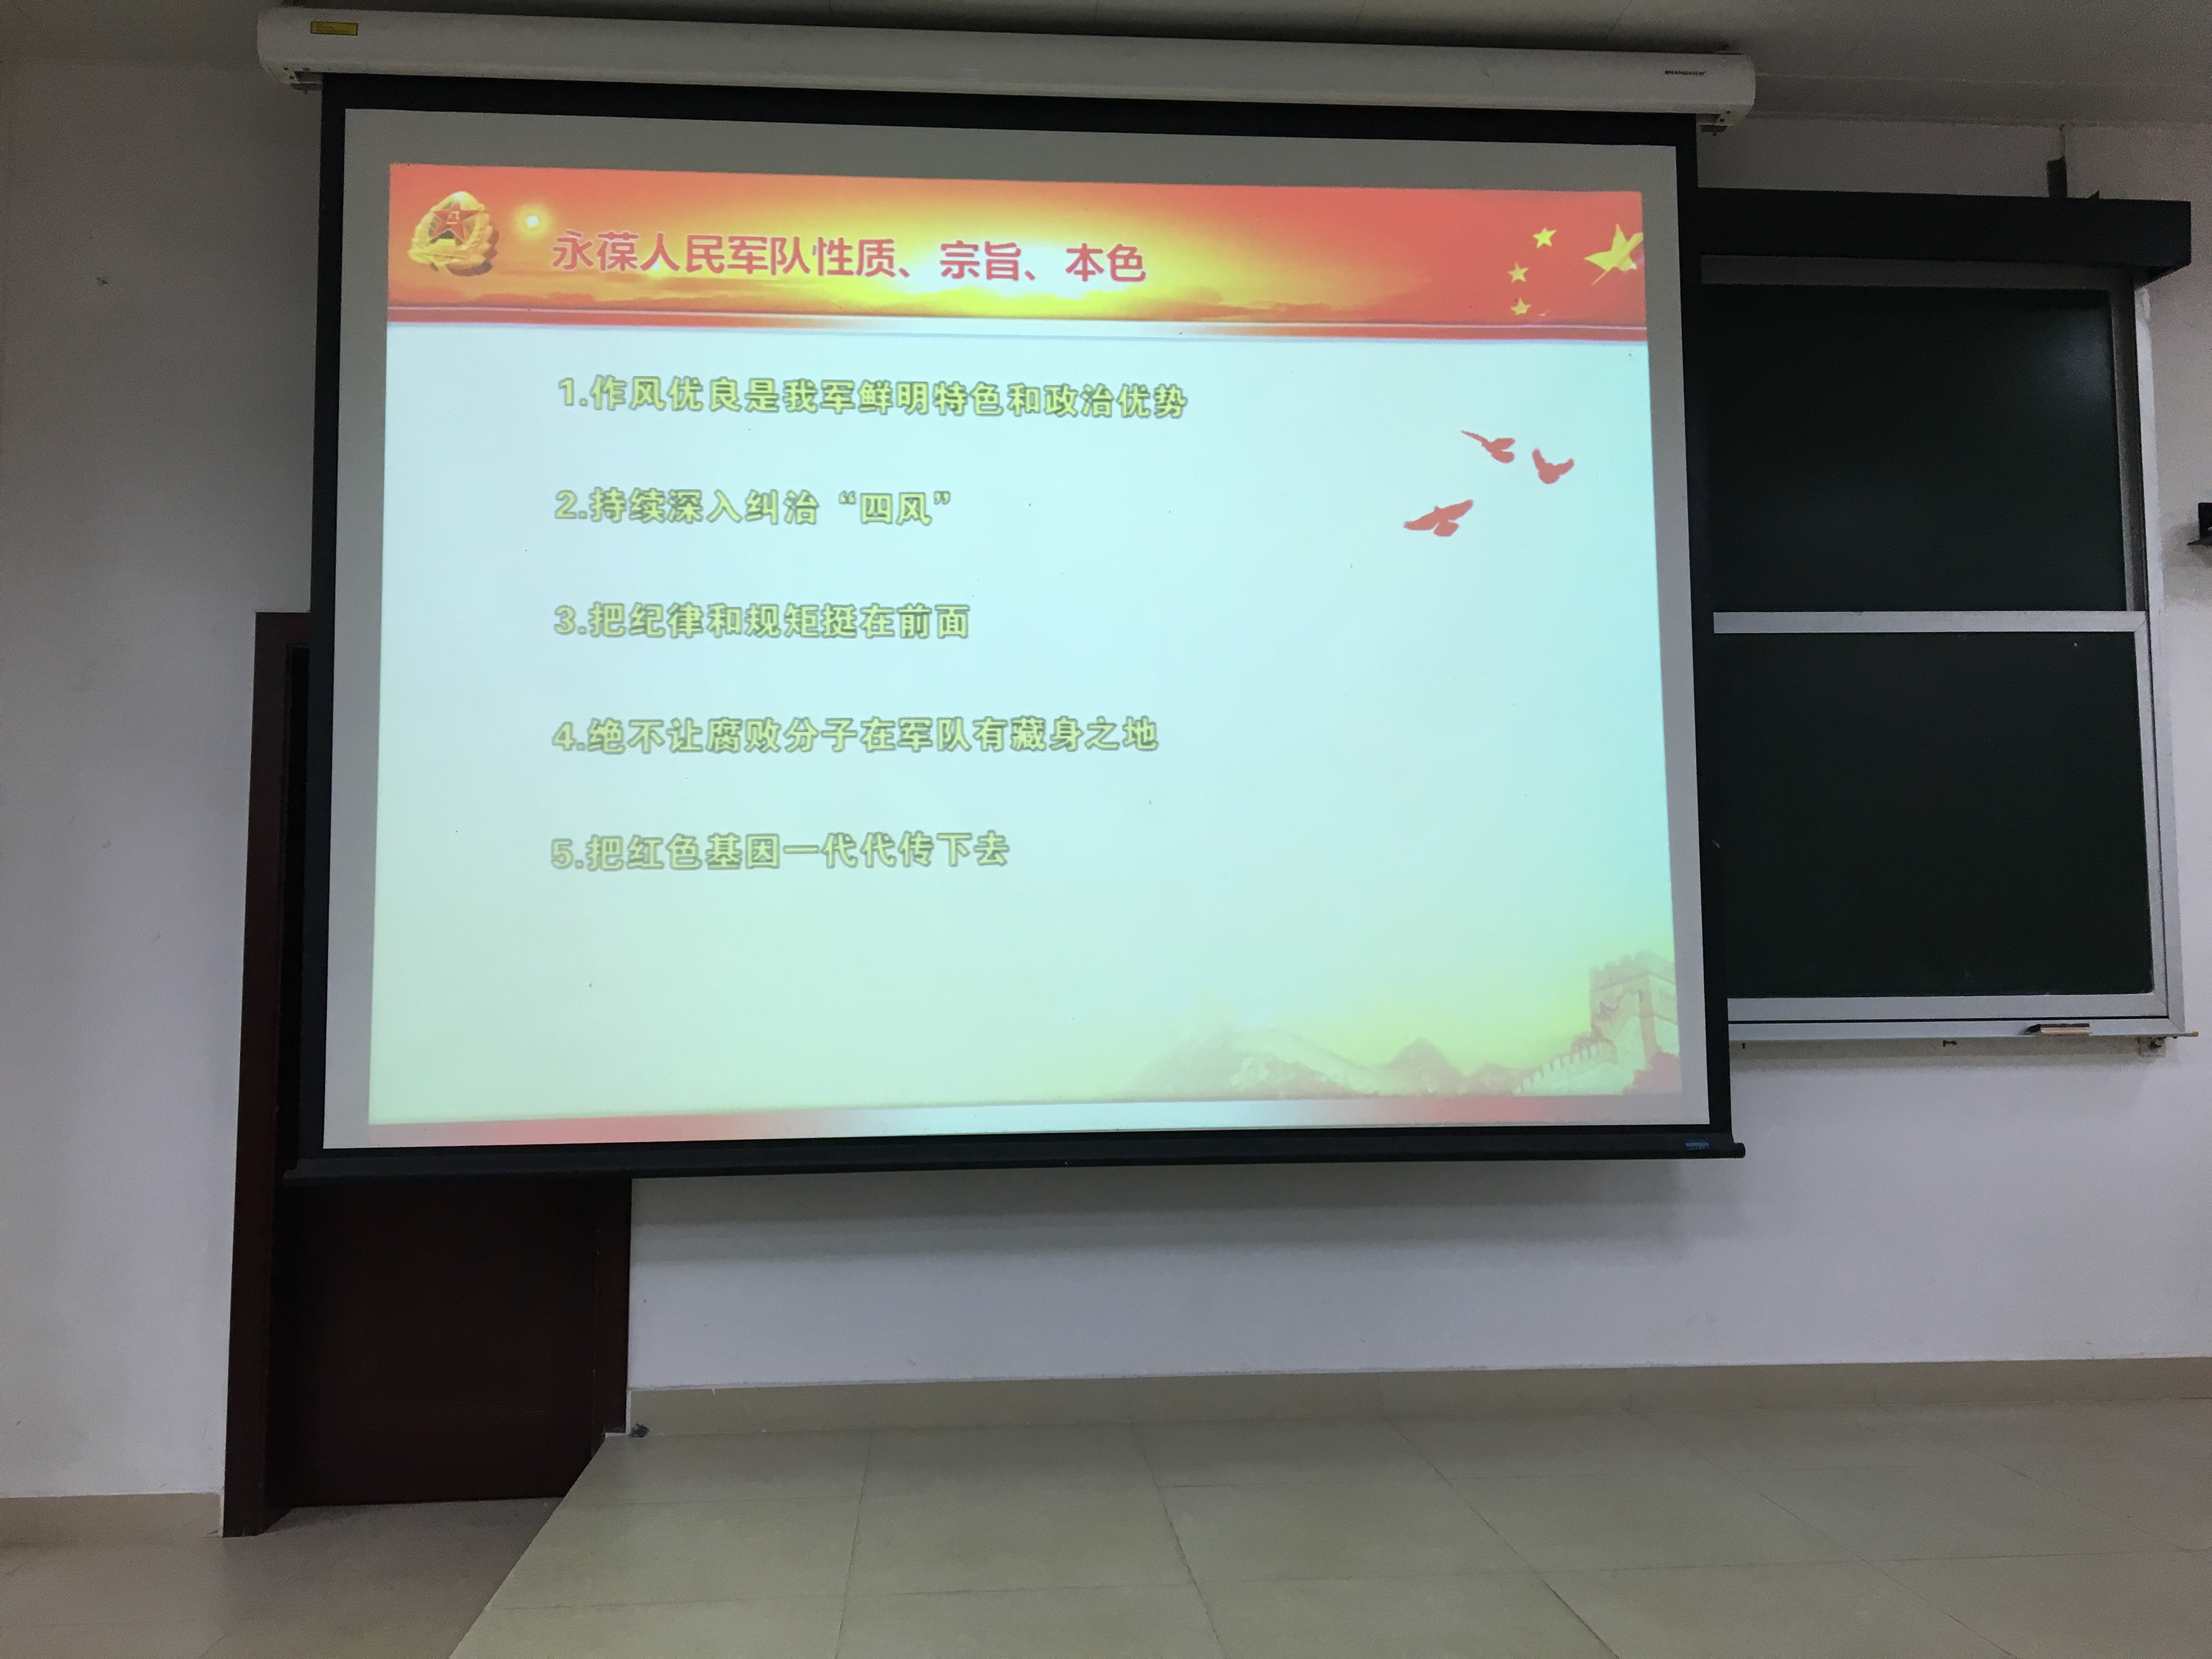 永葆人民军队性质、宗旨、本色
1.作风优良是我军鲜明特色和政治优势
2.持续深入纠治“四风”
3.把纪律和规矩挺在前面
4.绝不让腐败分子在军队有藏身之地
5.把红色基因一代代传下去